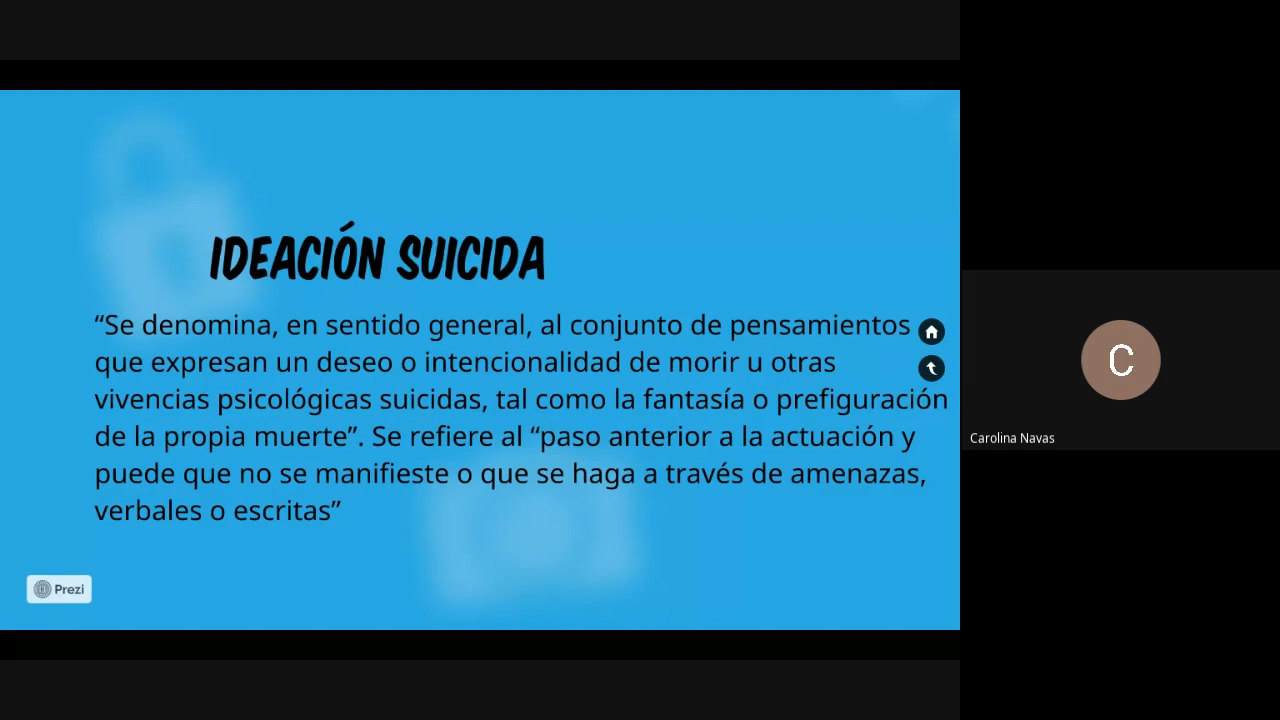 IDEACIÓN SUICIDA
“Se denomina, en sentido general, al conjunto de pensamientos
que expresan un deseo o intencionalidad de morir u otras
vivencias psicológicas suicidas, tal como la fantasía o prefiguración
de la propia muerte”. Se refiere al “paso anterior a la actuación y
puede que no se manifieste o que se haga a través de amenazas,
verbales o escritas”
Prezi
C
Carolina Navas